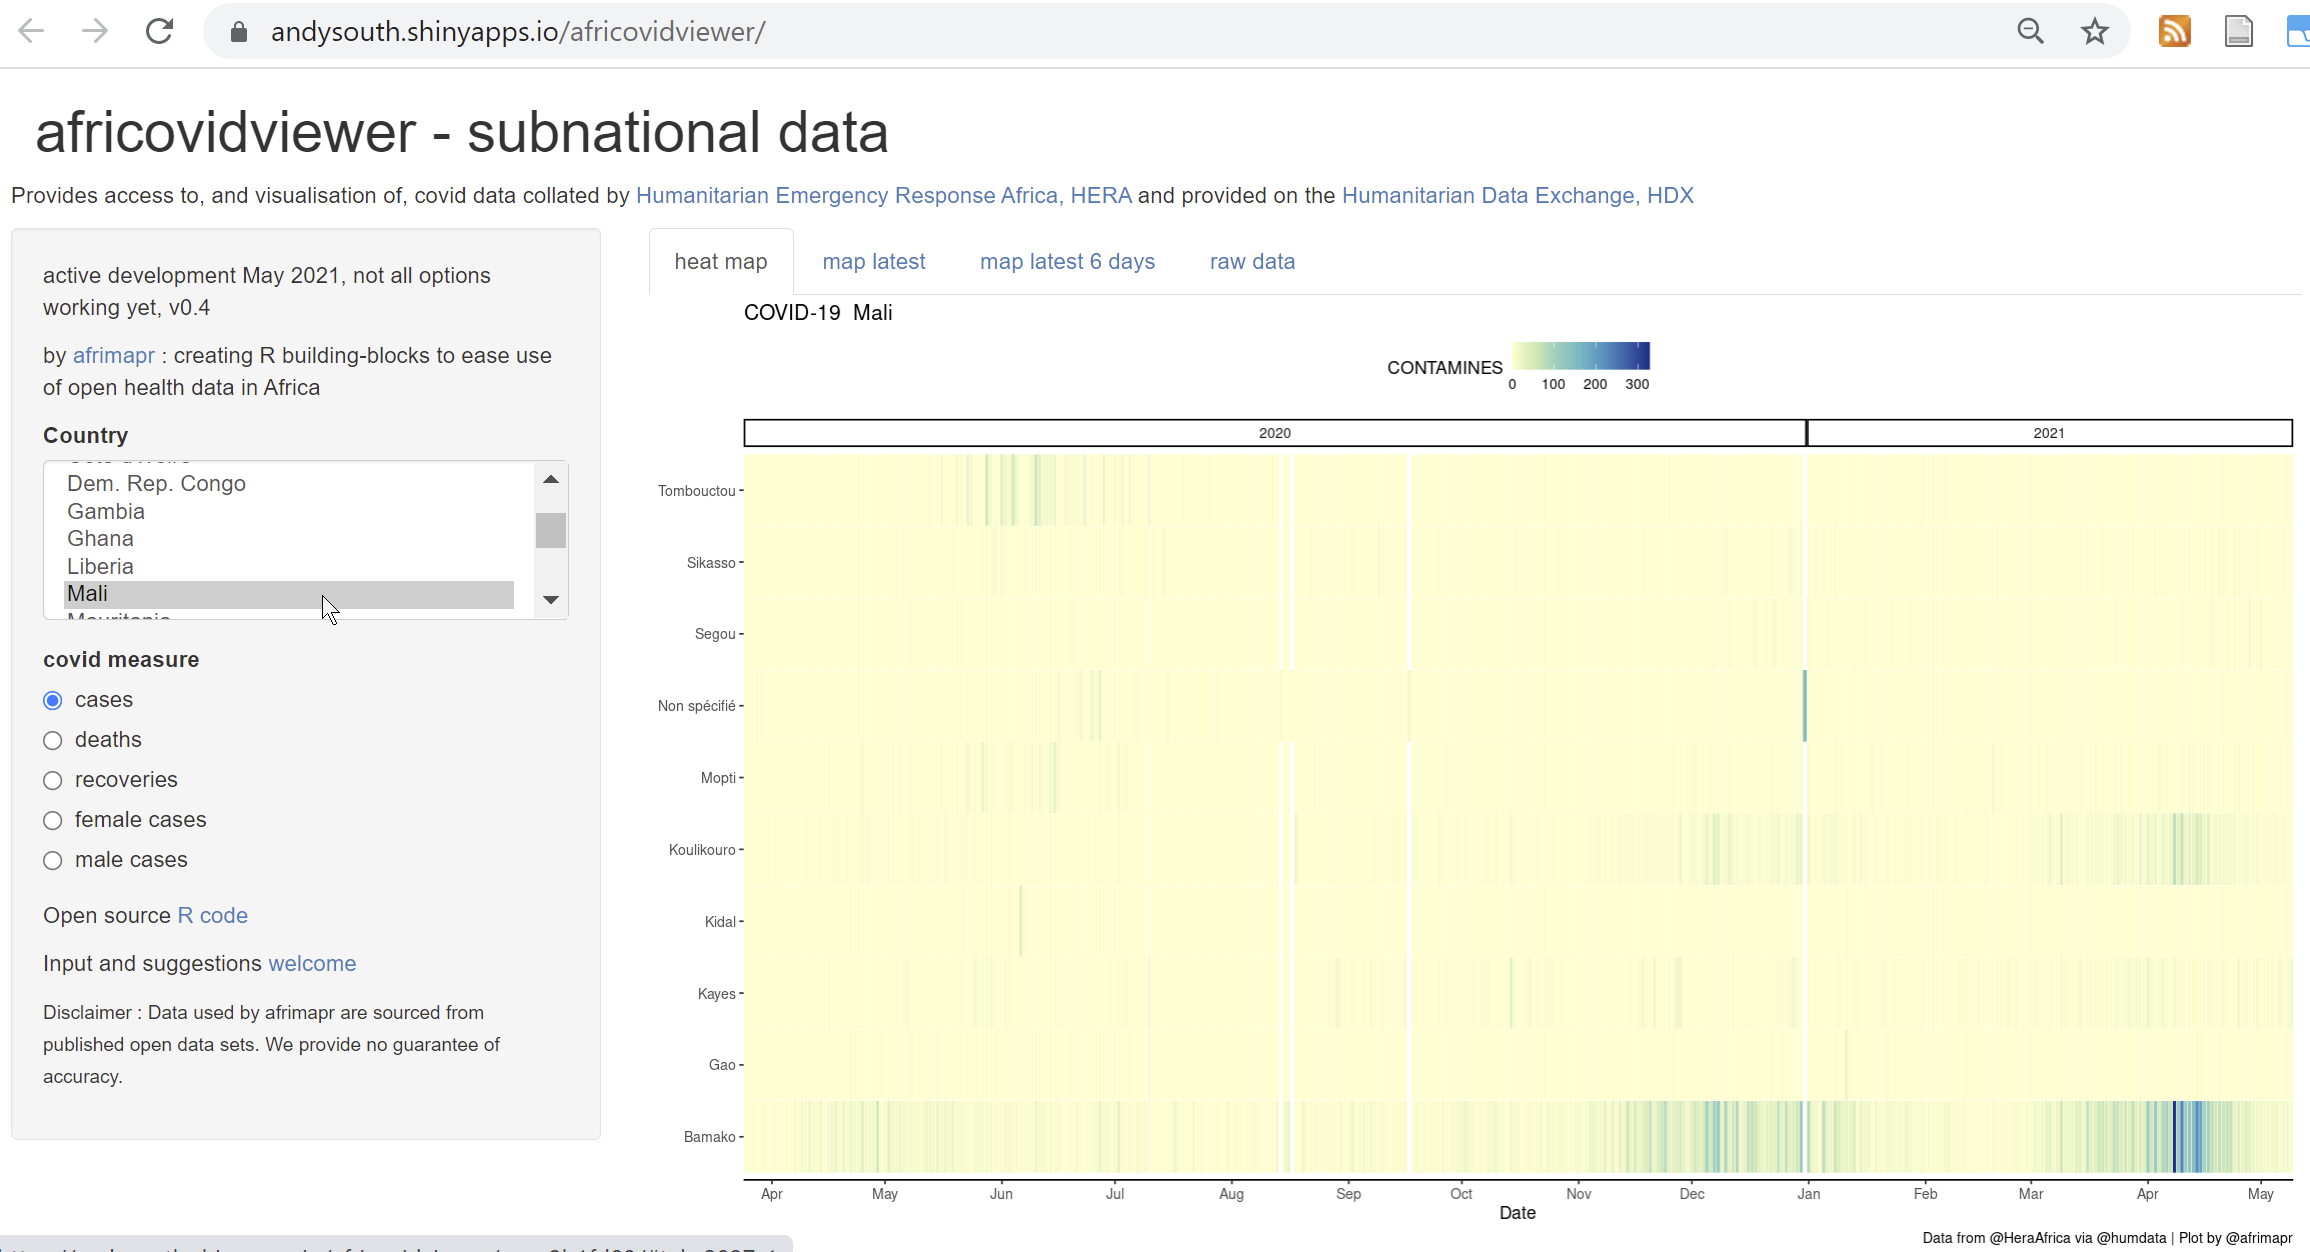 andysouth.shinyapps.io/africovidviewer/
africovidviewer - subnational data
Provides access to, and visualisation of, covid data collated by Humanitarian Emergency Response Africa, HERA and provided on the Humanitarian Data Exchange, HDX
active development May 2021, not all options
working yet, v0.4
by afrimapr : creating R building-blocks to ease use
of open health data in Africa
Country
Dem. Rep. Congo
Gambia
Ghana
Liberia
Mali
Mauritania
covid measure
cases
deaths
recoveries
female cases
male cases
Open source R code
Input and suggestions welcome
Disclaimer : Data used by afrimapr are sourced from
published open data sets. We provide no guarantee of
accuracy.
heat map map latest map latest 6 days raw data
COVID-19 Mali
CONTAMINES
0 100 200 300
2020 2021
Tombouctou
Sikasso
Segou
Non spécifié
Mopti
Koulikouro
Kidal
Kayes
Gao
Bamako
Apr May Jun Jul Aug Sep Oct Nov Dec Jan Feb Mar Apr May
Date
Data from @HeraAfrica via @humdata | Plot by @afrimapr